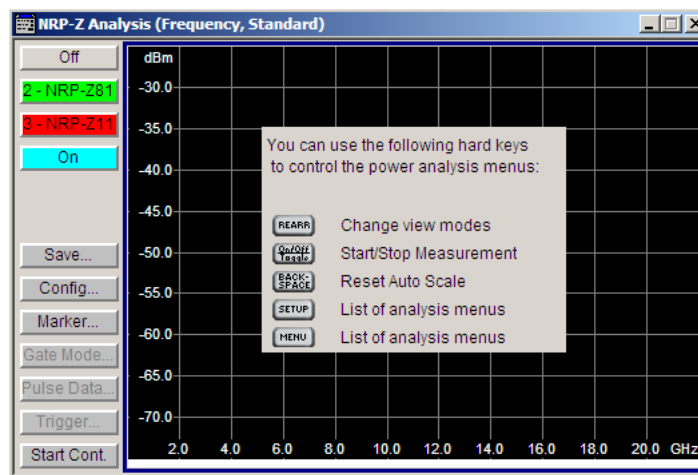 NRP-Z Analysis (Frequency, Standard)
Off
2 - NRP-Z81
3 - NRP-Z11
On
Save...
Config...
Marker...
Gate Mode...
Pulse Data...
Trigger...
Start Cont.
dBm
-30.0
-35.0
-40.0
-45.0
-50.0
-55.0
-60.0
-65.0
-70.0
2.0 4.0 6.0 8.0 10.0 12.0 14.0 16.0 18.0 20.0 GHz
You can use the following hard keys
to control the power analysis menus:
REARR Change view modes
On/Off Toggle Start/Stop Measurement
BACK-SPACE Reset Auto Scale
SETUP List of analysis menus
MENU List of analysis menus